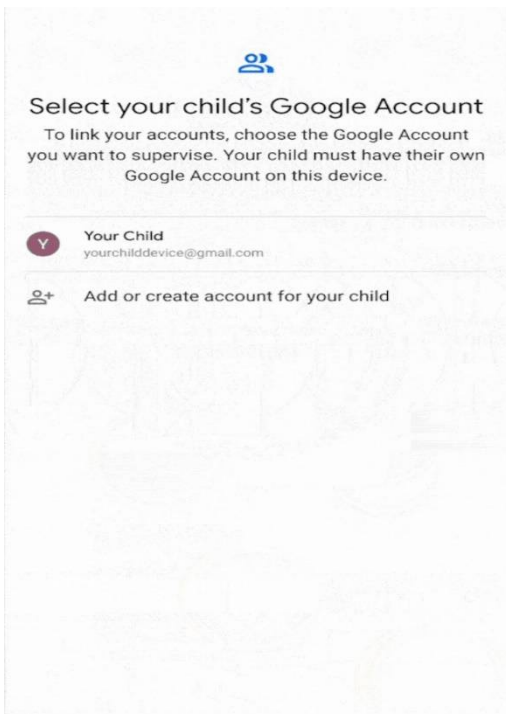 Select your child's Google Account
To link your accounts, choose the Google Account
you want to supervise. Your child must have their own
Google Account on this device.
Y
Your Child
yourchilddevice@gmail.com
Add or create account for your child